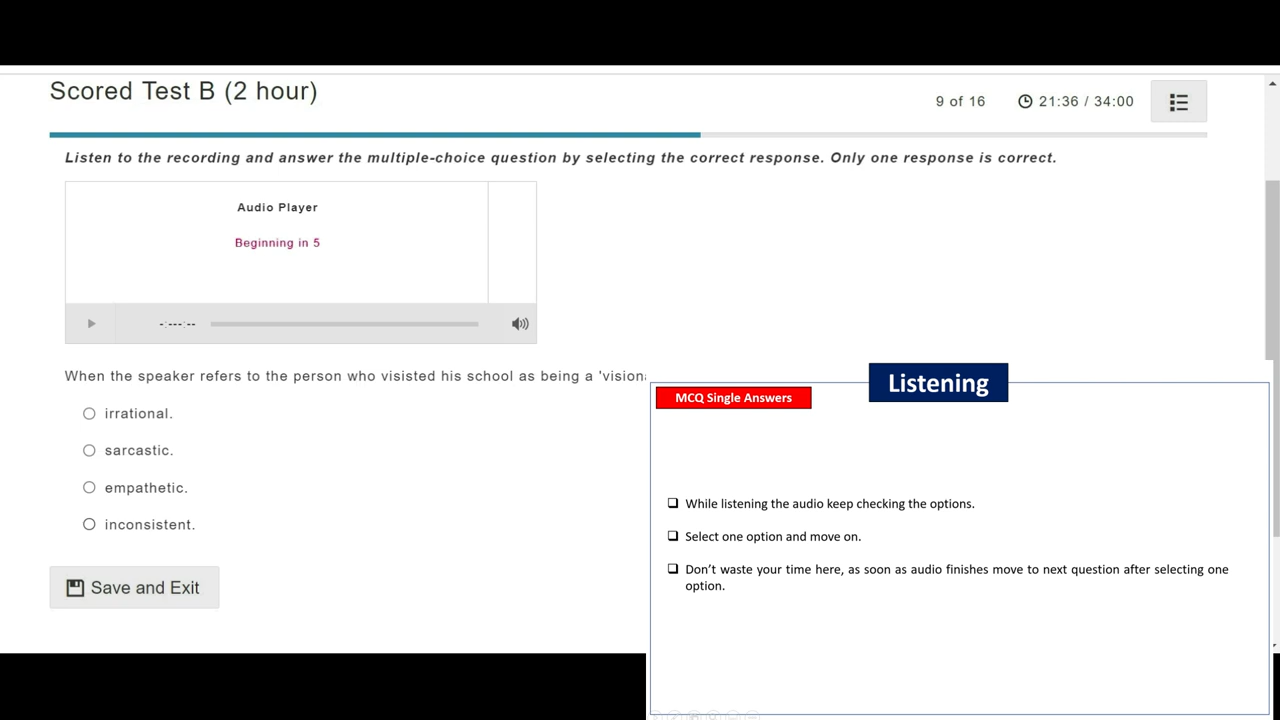 Scored Test B (2 hour)
9 of 16
21:36 / 34:00
Listen to the recording and answer the multiple-choice question by selecting the correct response. Only one response is correct.
Audio Player
Beginning in 5
-:---:--
When the speaker refers to the person who visisted his school as being a 'vision
irrational.
sarcastic.
empathetic.
inconsistent.
Save and Exit
Listening
MCQ Single Answers
While listening the audio keep checking the options.
Select one option and move on.
Don't waste your time here, as soon as audio finishes move to next question after selecting one
option.